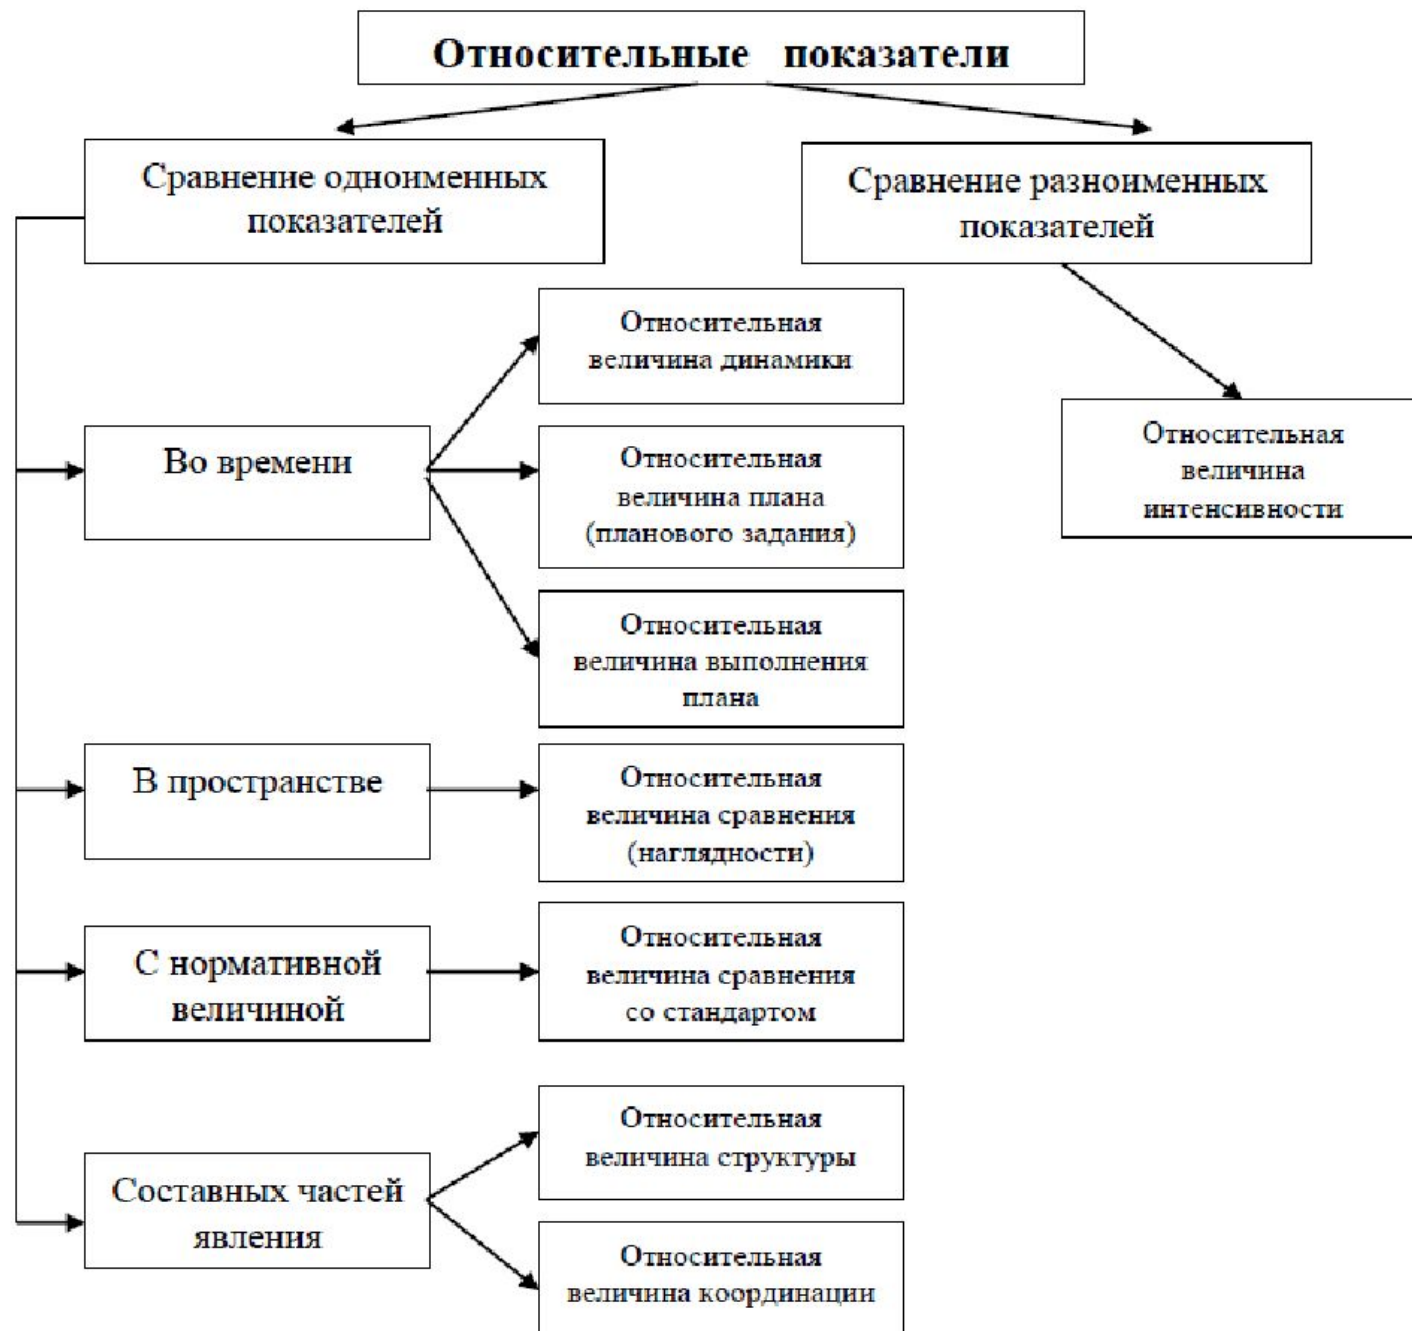 Относительные показатели
Сравнение одноименных
показателей
Сравнение разноименных
показателей
Относительная
величина динамики
Во времени
Относительная
величина плана
(планового задания)
Относительная
величина
интенсивности
Относительная
величина выполнения
плана
В пространстве
Относительная
величина сравнения
(наглядности)
С нормативной
величиной
Относительная
величина сравнения
со стандартом
Составных частей
явления
Относительная
величина структуры
Относительная
величина координации